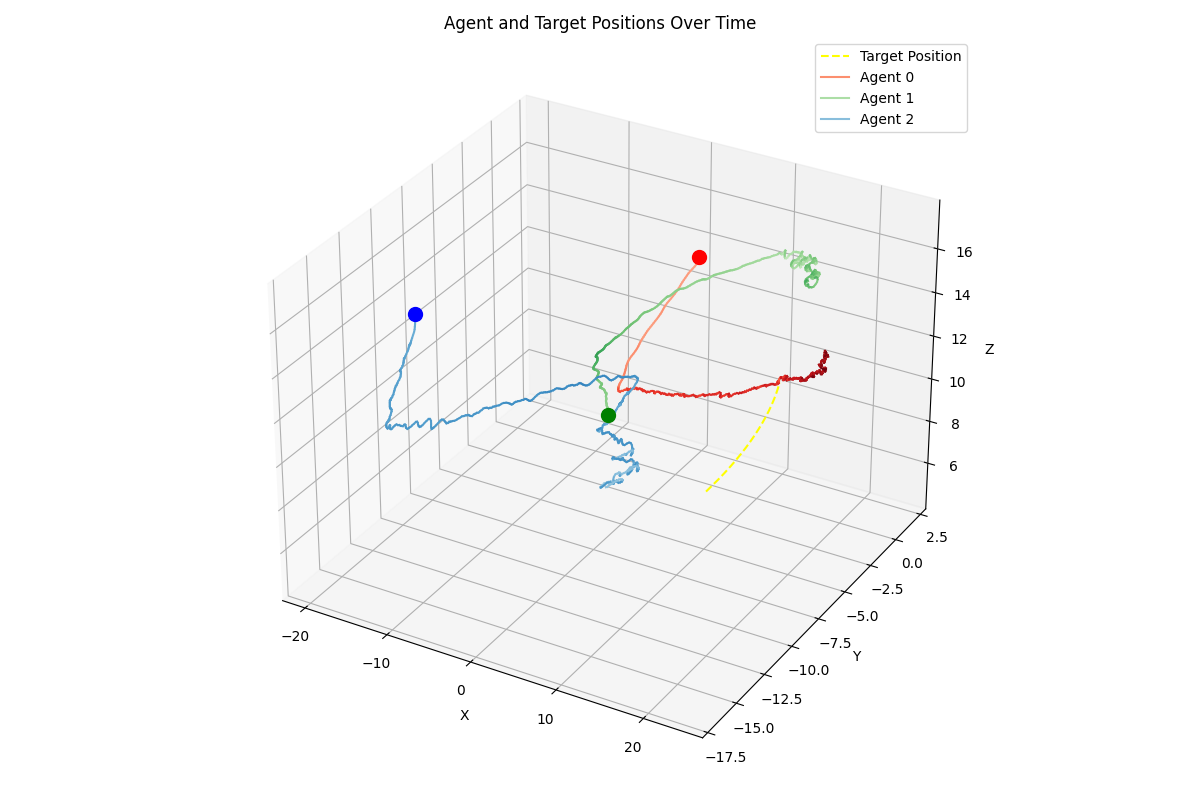 Agent and Target Positions Over Time
Target Position
Agent 0
Agent 1
Agent 2
16
14
12
10
8
6
Z
2.5
0.0
−2.5
−5.0
−7.5
−10.0
−12.5
−15.0
−17.5
Y
−20
−10
0
10
20
X